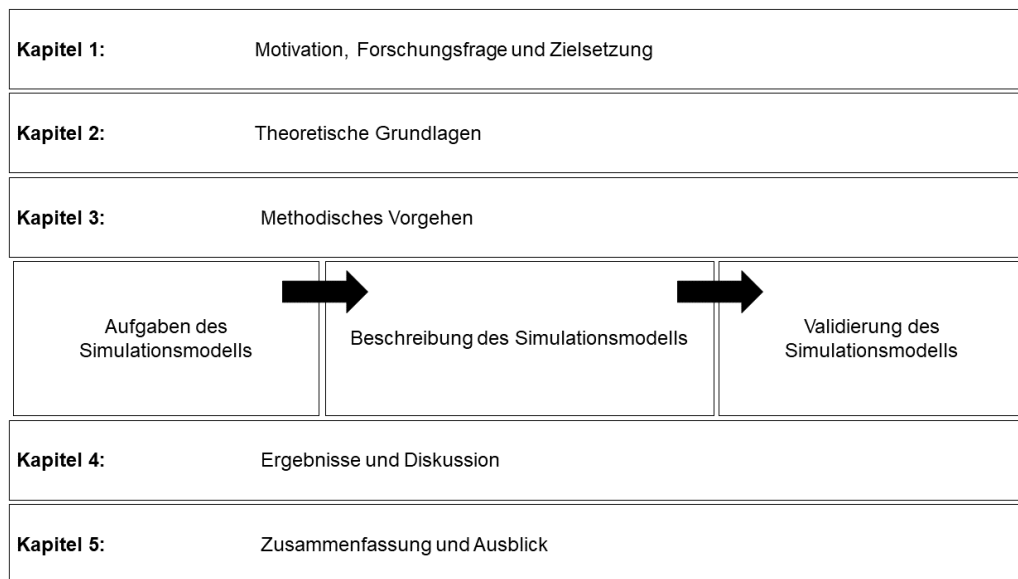 Kapitel 1: Motivation, Forschungsfrage und Zielsetzung
Kapitel 2: Theoretische Grundlagen
Kapitel 3: Methodisches Vorgehen
Aufgaben des
Simulationsmodells
Beschreibung des Simulationsmodells
Validierung des
Simulationsmodells
Kapitel 4: Ergebnisse und Diskussion
Kapitel 5: Zusammenfassung und Ausblick